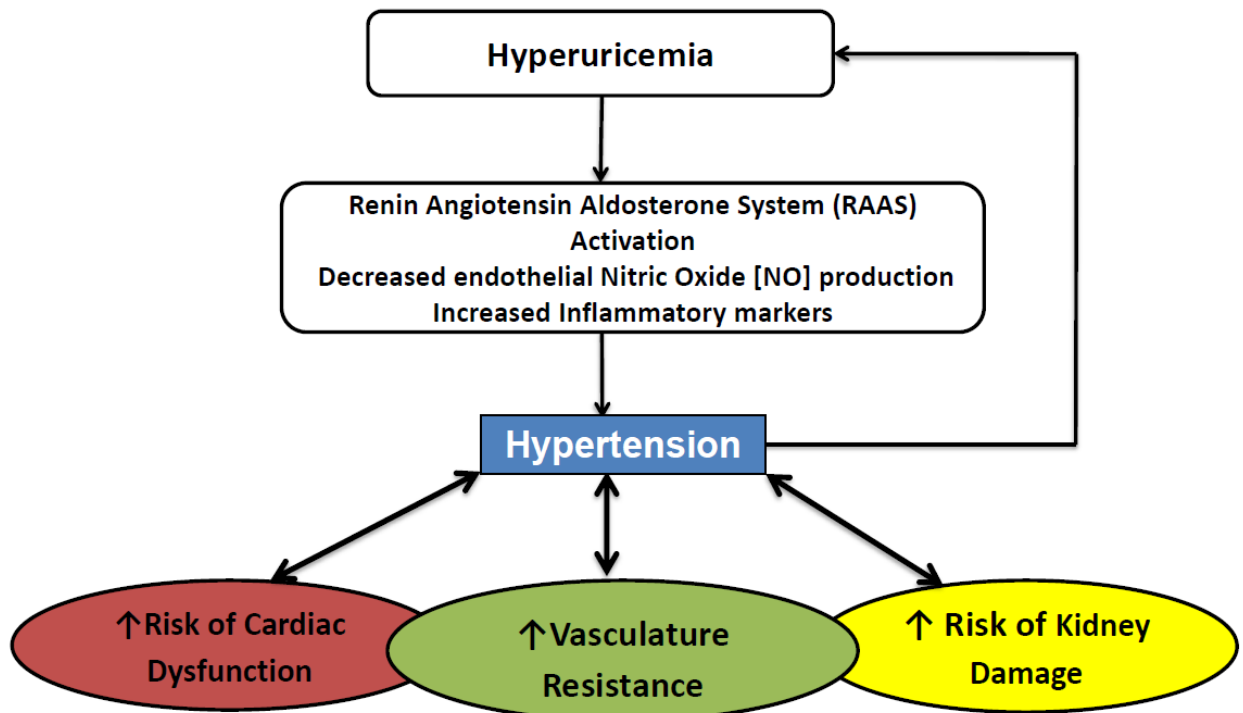 Hyperuricemia
Renin Angiotensin Aldosterone System (RAAS)
Activation
Decreased endothelial Nitric Oxide [NO] production
Increased Inflammatory markers
Hypertension
↑Risk of Cardiac
Dysfunction
↑Vasculature
Resistance
↑ Risk of Kidney
Damage